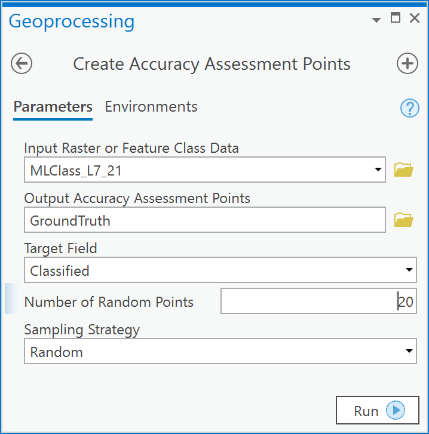 Geoprocessing
Create Accuracy Assessment Points
Parameters Environments
Input Raster or Feature Class Data
MLClass_L7_21
Output Accuracy Assessment Points
GroundTruth
Target Field
Classified
Number of Random Points 20
Sampling Strategy
Random
Run